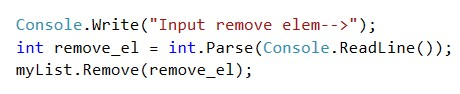 Console.Write("Input remove elem-->");
int remove_el = int.Parse(Console.ReadLine());
myList.Remove(remove_el);